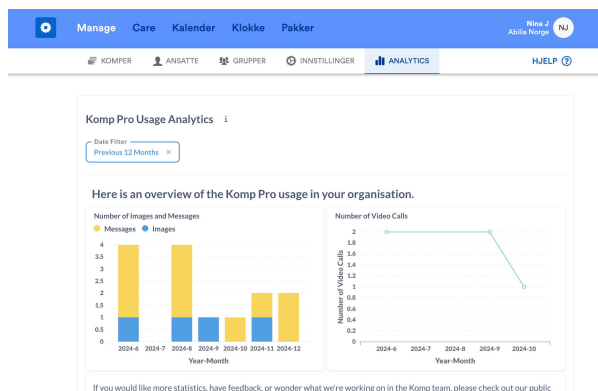 Manage Care Kalender Klokke Pakker
Nina J
Abilia Norge
NJ
KOMPER ANSATTE GRUPPER INNSTILLINGER ANALYTICS HJELP ?
Komp Pro Usage Analytics i
Date Filter
Previous 12 Months ×
Here is an overview of the Komp Pro usage in your organisation.
Number of Images and Messages
Messages Images
4
3.5
3
2.5
2
1.5
1
0.5
0
2024-6 2024-7 2024-8 2024-9 2024-10 2024-11 2024-12
Year-Month
Number of Video Calls
Number of Video Calls
2
1.8
1.6
1.4
1.2
1
0.8
0.6
0.4
0.2
0
2024-6 2024-7 2024-8 2024-9 2024-10
Year-Month
If you would like more statistics, have feedback, or wonder what we're working on in the Komp team, please check out our public